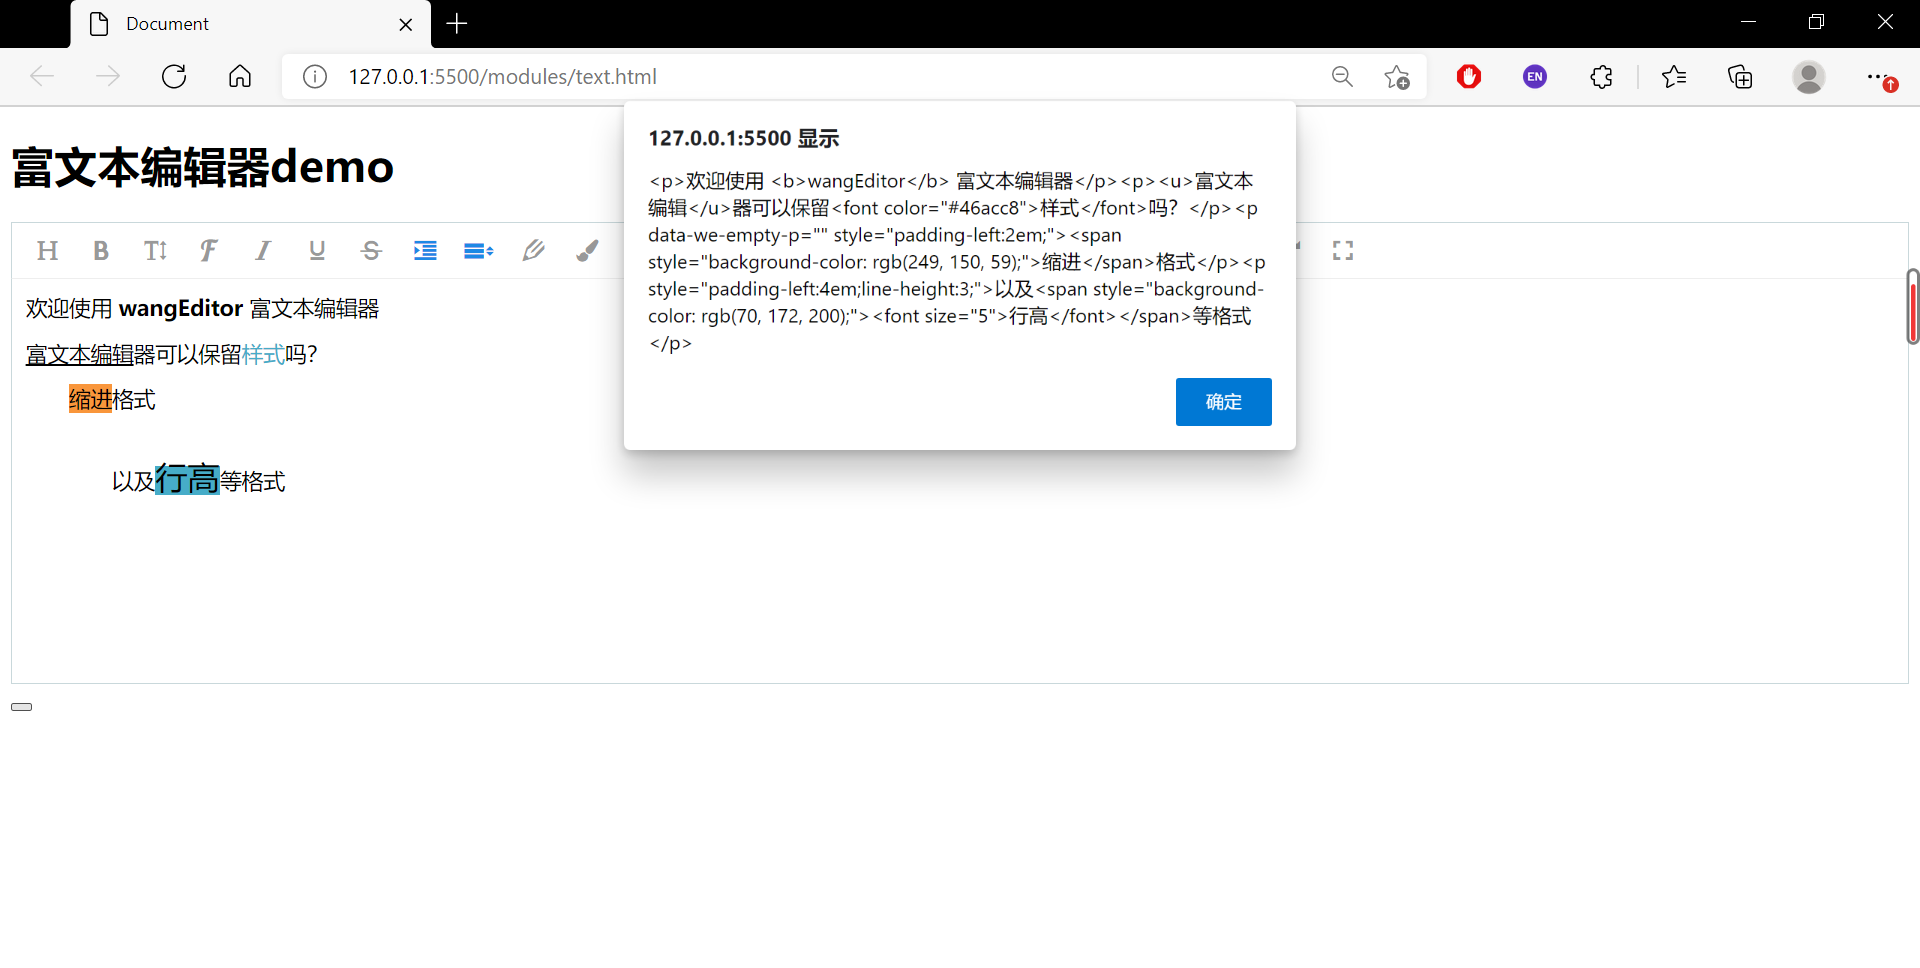 Document
127.0.0.1:5500/modules/text.html
EN
127.0.0.1:5500 显示
<p>欢迎使用 <b>wangEditor</b> 富文本编辑器</p><p><u>富文本
编辑</u>器可以保留<font color="#46acc8">样式</font>吗？</p><p
data-we-empty-p="" style="padding-left:2em;"><span
style="background-color: rgb(249, 150, 59);">缩进</span>格式</p><p
style="padding-left:4em;line-height:3;">以及<span style="background-
color: rgb(70, 172, 200);"><font size="5">行高</font></span>等格式
</p>
确定
富文本编辑器demo
欢迎使用 wangEditor 富文本编辑器
富文本编辑器可以保留样式吗？
缩进格式
以及行高等格式